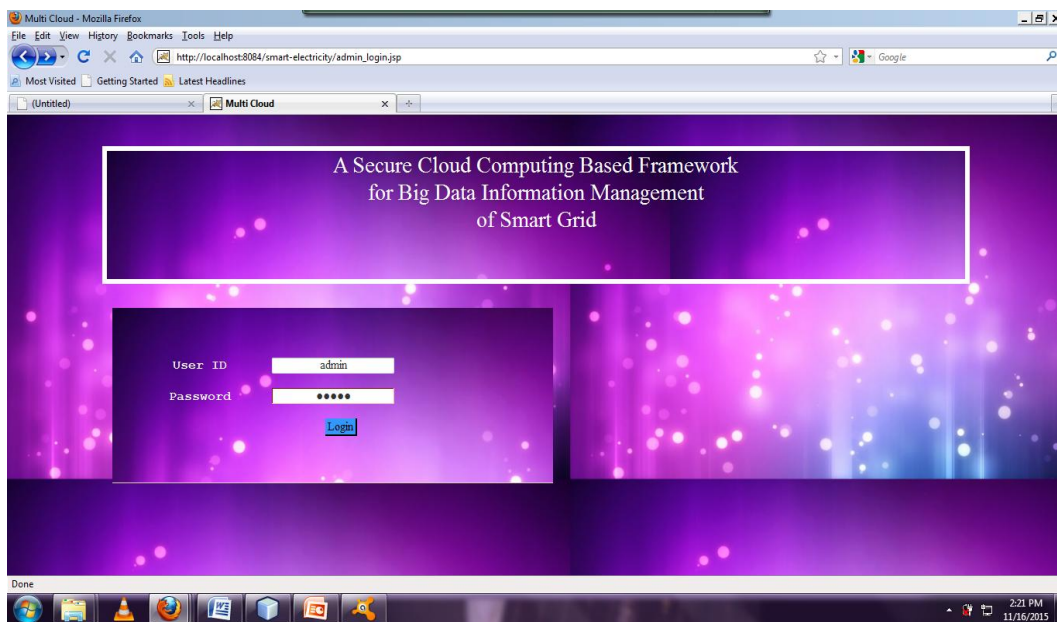 Multi Cloud - Mozilla Firefox
File Edit View History Bookmarks Tools Help
http://localhost:8084/smart-electricity/admin_login.jsp
Google
Most Visited Getting Started Latest Headlines
(Untitled) Multi Cloud
A Secure Cloud Computing Based Framework
for Big Data Information Management
of Smart Grid
User ID admin
Password •••••
Login
Done
2:21 PM
11/16/2015